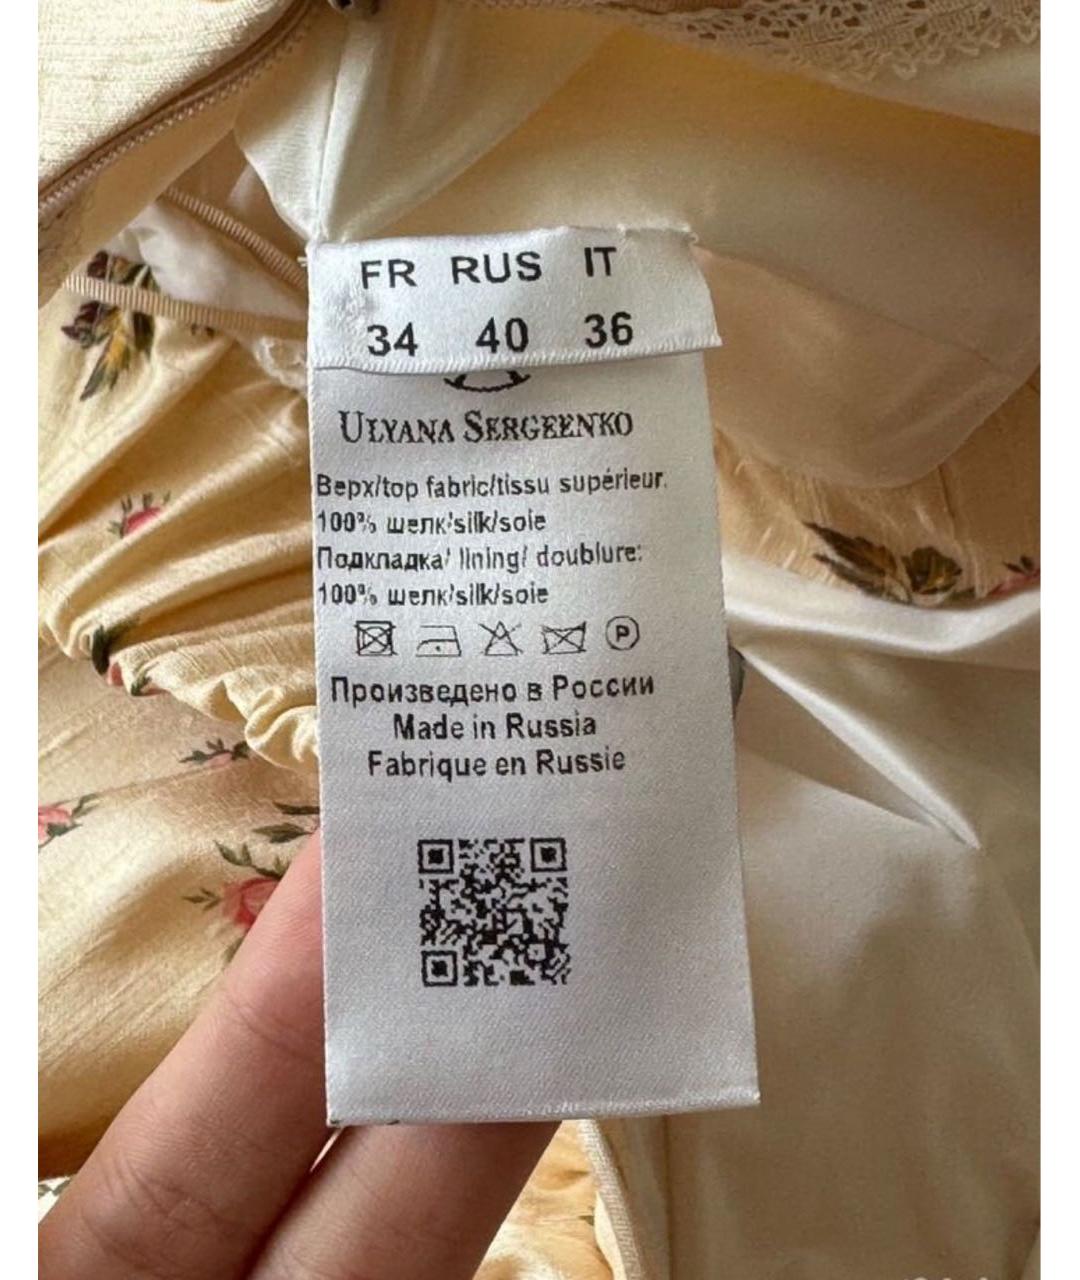 FR RUS IT
34 40 36
ULYANA SERGEENKO
Верх/top fabric/tissu supérieur:
100% шелк/silk/soie
Подкладка/ lining/ doublure:
100% шелк/silk/soie
P
Произведено в России
Made in Russia
Fabrique en Russie